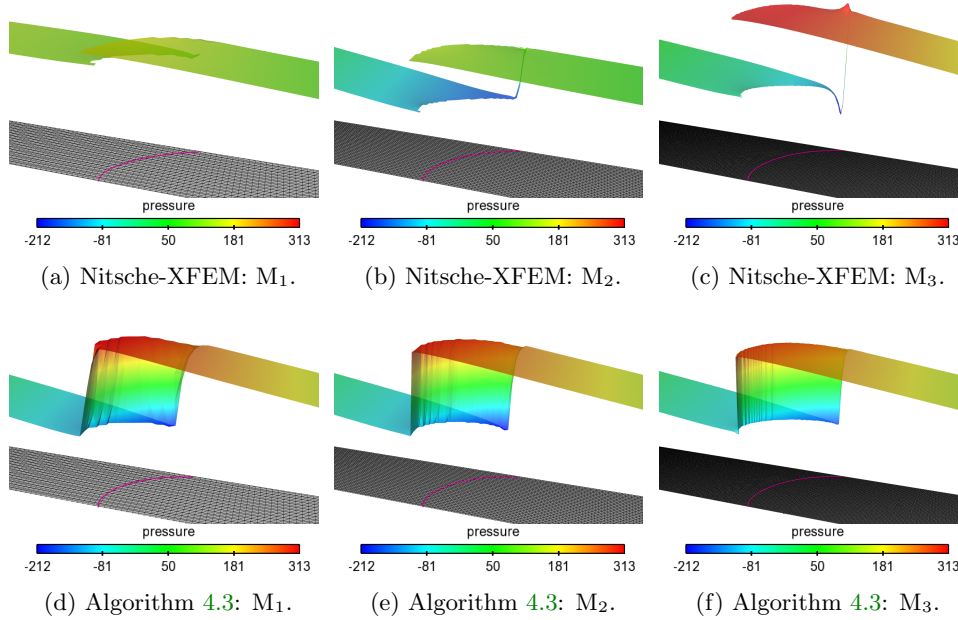 pressure pressure pressure
-212 -81 50 181 313 -212 -81 50 181 313 -212 -81 50 181 313
(a) Nitsche-XFEM: M₁. (b) Nitsche-XFEM: M₂. (c) Nitsche-XFEM: M₃.
pressure pressure pressure
-212 -81 50 181 313 -212 -81 50 181 313 -212 -81 50 181 313
(d) Algorithm 4.3: M₁. (e) Algorithm 4.3: M₂. (f) Algorithm 4.3: M₃.